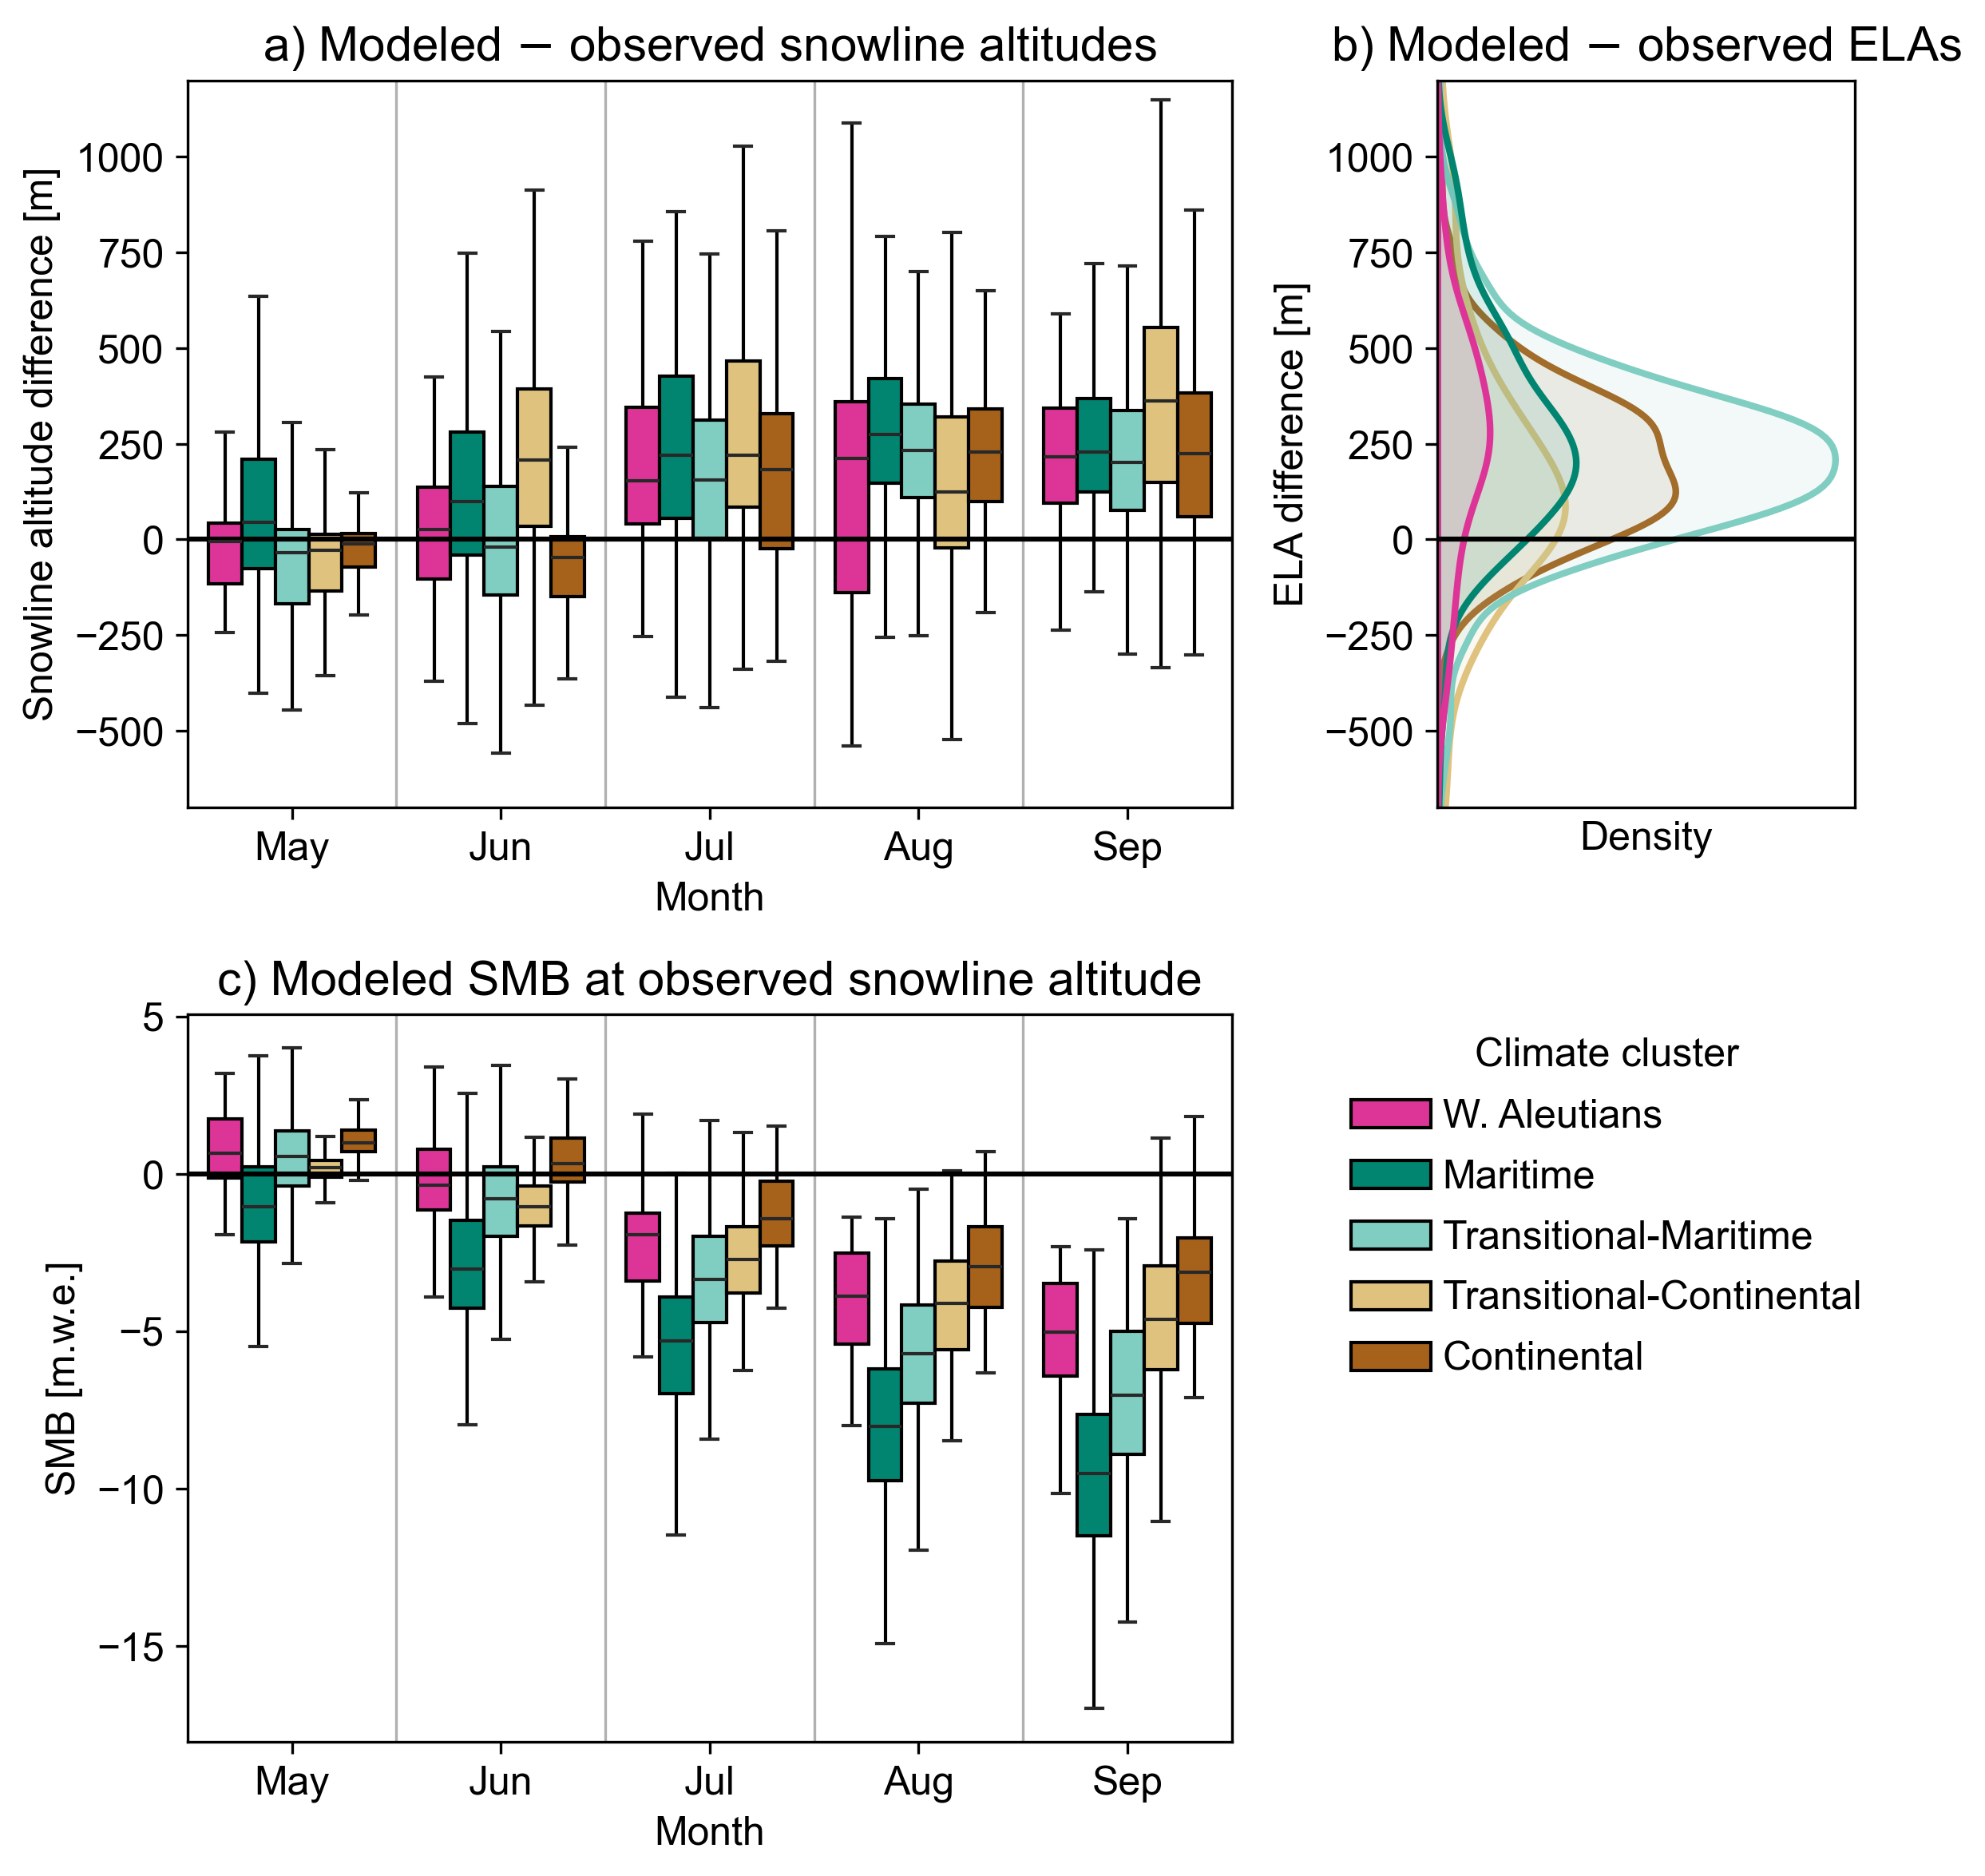 a) Modeled − observed snowline altitudes
Snowline altitude difference [m]
1000
750
500
250
0
−250
−500
May
Jun
Jul
Aug
Sep
Month
b) Modeled − observed ELAs
ELA difference [m]
1000
750
500
250
0
−250
−500
Density
c) Modeled SMB at observed snowline altitude
SMB [m.w.e.]
5
0
−5
−10
−15
May
Jun
Jul
Aug
Sep
Month
Climate cluster
W. Aleutians
Maritime
Transitional-Maritime
Transitional-Continental
Continental